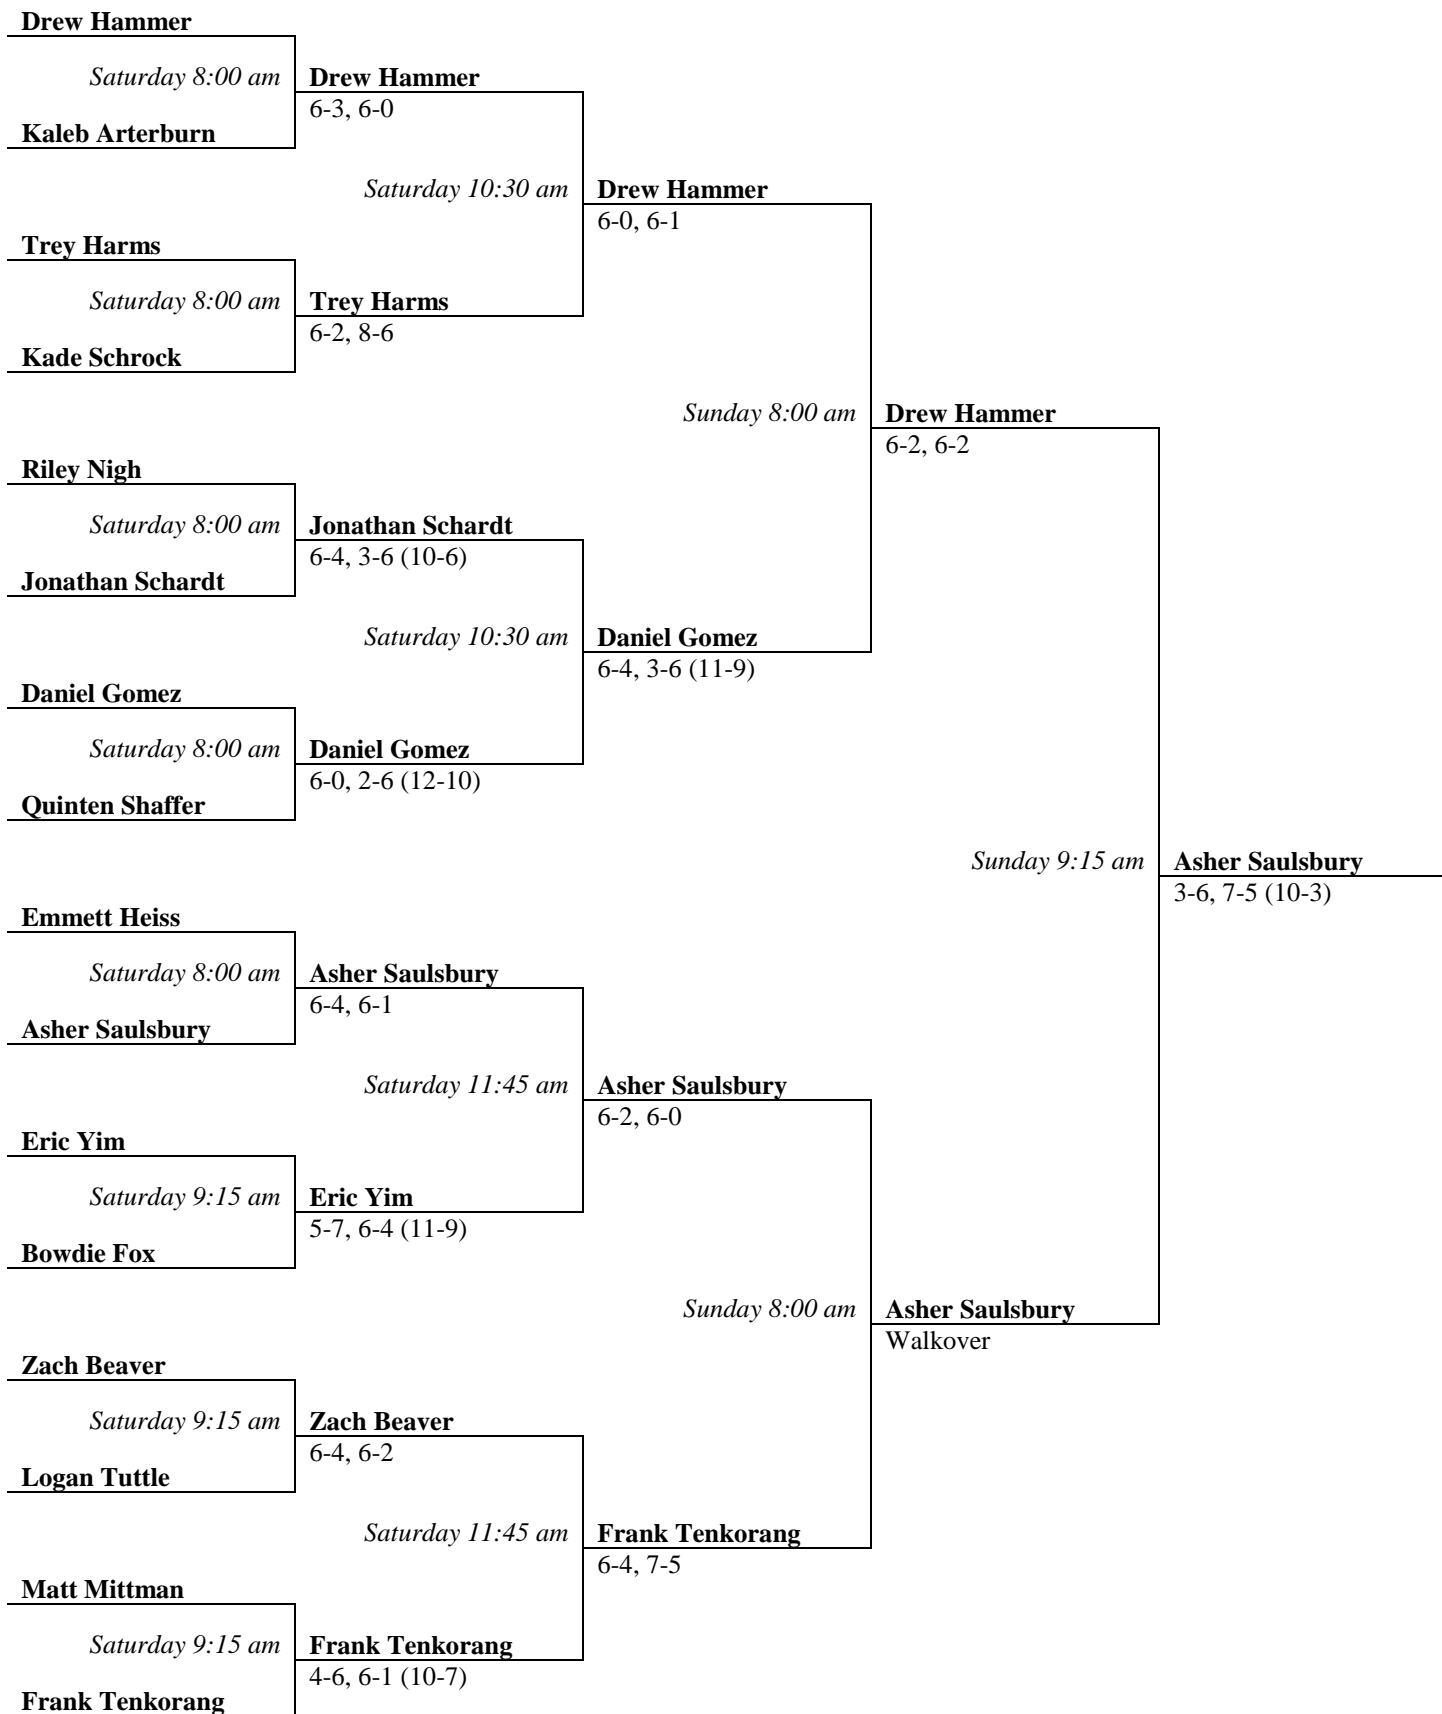 Drew Hammer
Saturday 8:00 am
Drew Hammer
6-3, 6-0
Kaleb Arterburn
Saturday 10:30 am
Drew Hammer
6-0, 6-1
Trey Harms
Saturday 8:00 am
Trey Harms
6-2, 8-6
Kade Schrock
Sunday 8:00 am
Drew Hammer
6-2, 6-2
Riley Nigh
Saturday 8:00 am
Jonathan Schardt
6-4, 3-6 (10-6)
Jonathan Schardt
Saturday 10:30 am
Daniel Gomez
6-4, 3-6 (11-9)
Daniel Gomez
Saturday 8:00 am
Daniel Gomez
6-0, 2-6 (12-10)
Quinten Shaffer
Sunday 9:15 am
Asher Saulsbury
3-6, 7-5 (10-3)
Emmett Heiss
Saturday 8:00 am
Asher Saulsbury
6-4, 6-1
Asher Saulsbury
Saturday 11:45 am
Asher Saulsbury
6-2, 6-0
Eric Yim
Saturday 9:15 am
Eric Yim
5-7, 6-4 (11-9)
Bowdie Fox
Sunday 8:00 am
Asher Saulsbury
Walkover
Zach Beaver
Saturday 9:15 am
Zach Beaver
6-4, 6-2
Logan Tuttle
Saturday 11:45 am
Frank Tenkorang
6-4, 7-5
Matt Mittman
Saturday 9:15 am
Frank Tenkorang
4-6, 6-1 (10-7)
Frank Tenkorang